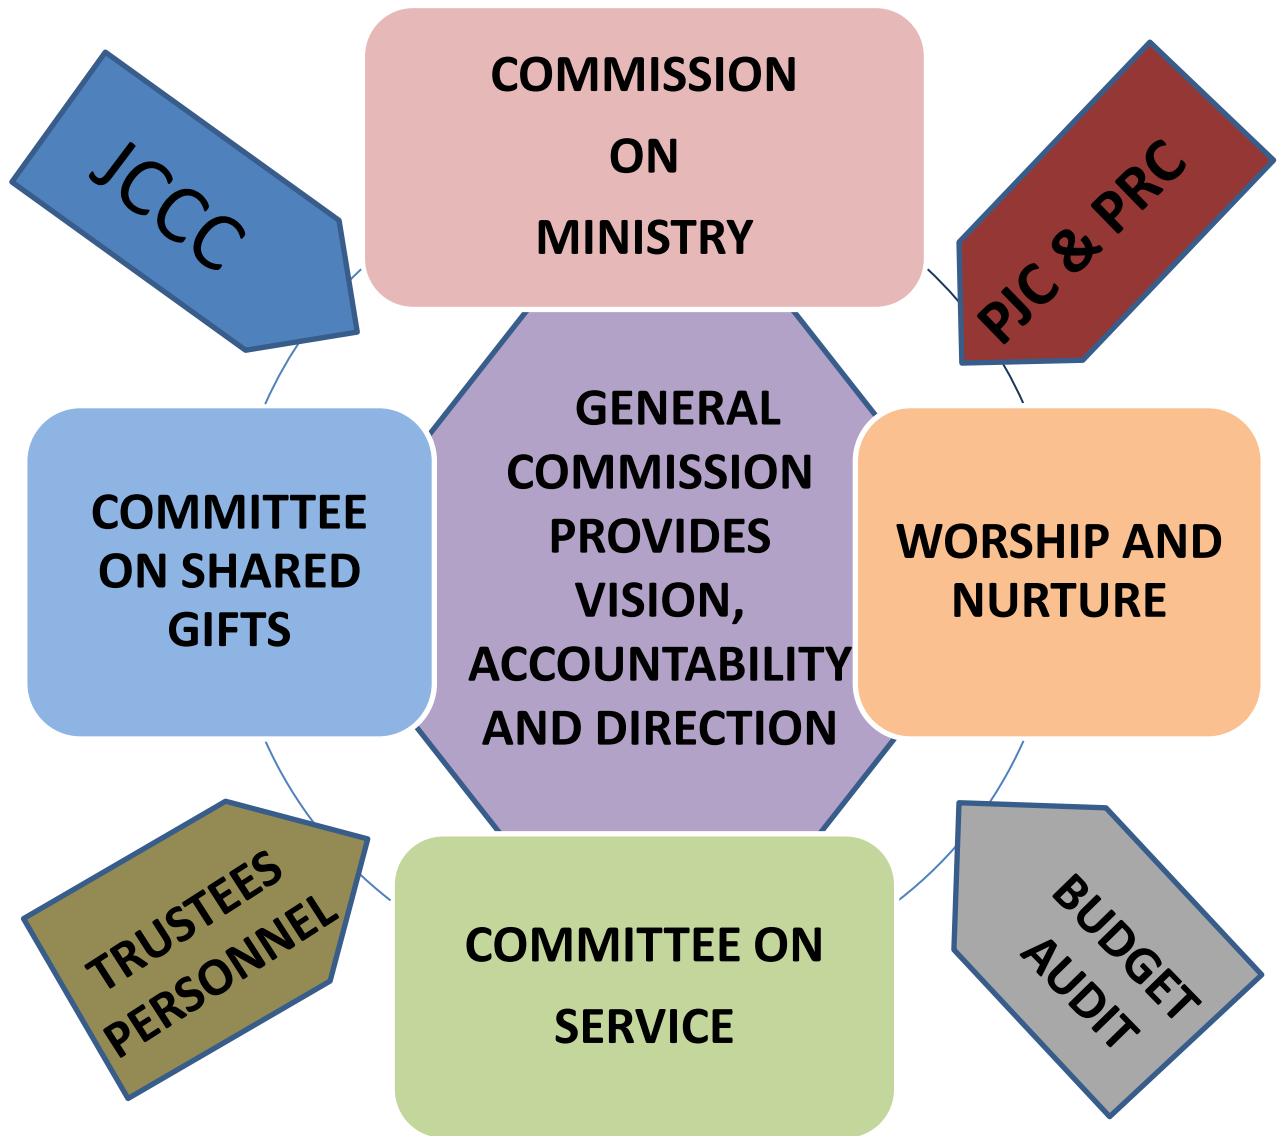 COMMISSION
ON
MINISTRY
JCCC
PJC & PRC
GENERAL
COMMISSION
PROVIDES
VISION,
ACCOUNTABILITY
AND DIRECTION
COMMITTEE
ON SHARED
GIFTS
WORSHIP AND
NURTURE
TRUSTEES
PERSONNEL
COMMITTEE ON
SERVICE
BUDGET
AUDIT